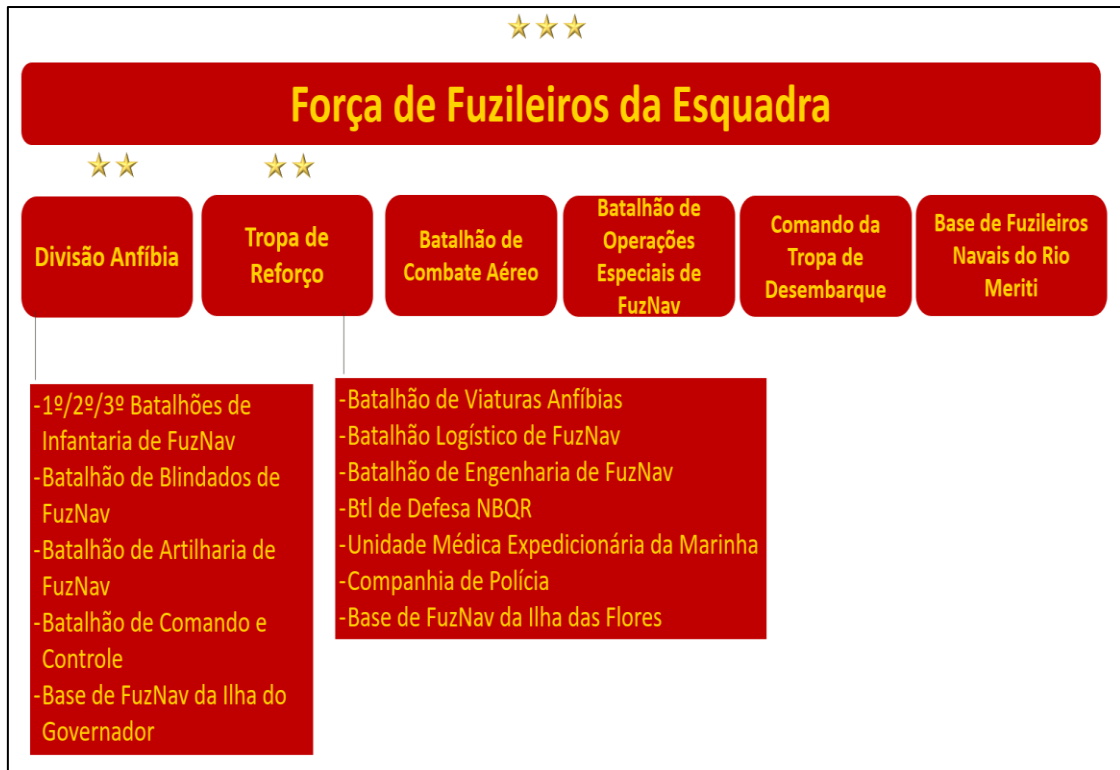 Força de Fuzileiros da Esquadra
Divisão Anfíbia
Tropa de
Reforço
Batalhão de
Combate Aéreo
Batalhão de
Operações
Especiais de
FuzNav
Comando da
Tropa de
Desembarque
Base de Fuzileiros
Navais do Rio
Meriti
-1º/2º/3º Batalhões de
Infantaria de FuzNav
-Batalhão de Blindados de
FuzNav
-Batalhão de Artilharia de
FuzNav
-Batalhão de Comando e
Controle
-Base de FuzNav da Ilha do
Governador
-Batalhão de Viaturas Anfíbias
-Batalhão Logístico de FuzNav
-Batalhão de Engenharia de FuzNav
-Btl de Defesa NBQR
-Unidade Médica Expedicionária da Marinha
-Companhia de Polícia
-Base de FuzNav da Ilha das Flores